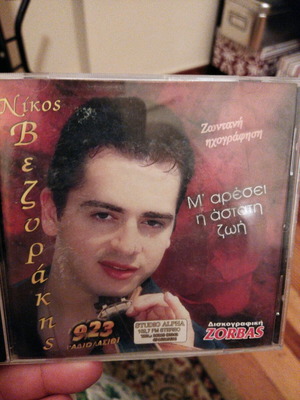 Νίκος
Βεζυράκης
Ζωντανή
ηχογράφηση
Μ' αρέσει
η άστατη
ζωή
923
STUDIO ALPHA
Δισκογραφική
ZORBAS